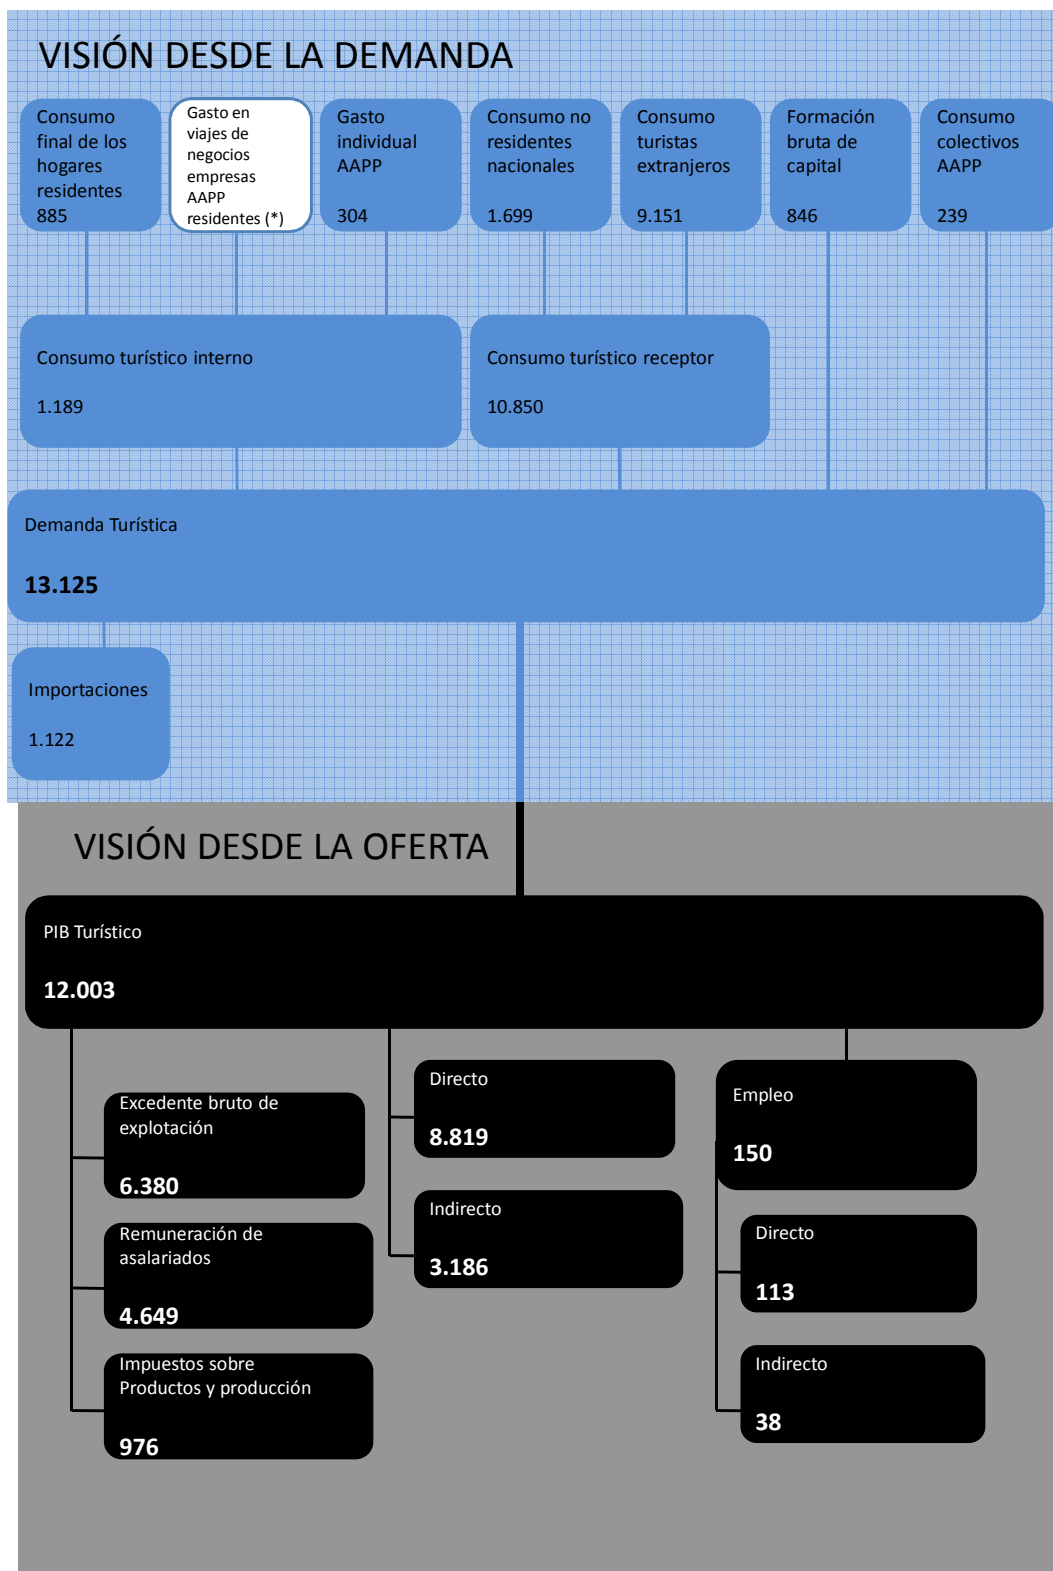 VISIÓN DESDE LA DEMANDA
Consumo
final de los
hogares
residentes
885
Gasto en
viajes de
negocios
empresas
AAPP
residentes (*)
Gasto
individual
AAPP
304
Consumo no
residentes
nacionales
1.699
Consumo
turistas
extranjeros
9.151
Formación
bruta de
capital
846
Consumo
colectivos
AAPP
239
Consumo turístico interno
1.189
Consumo turístico receptor
10.850
Demanda Turística
13.125
Importaciones
1.122
VISIÓN DESDE LA OFERTA
PIB Turístico
12.003
Excedente bruto de
explotación
6.380
Remuneración de
asalariados
4.649
Impuestos sobre
Productos y producción
976
Directo
8.819
Indirecto
3.186
Empleo
150
Directo
113
Indirecto
38